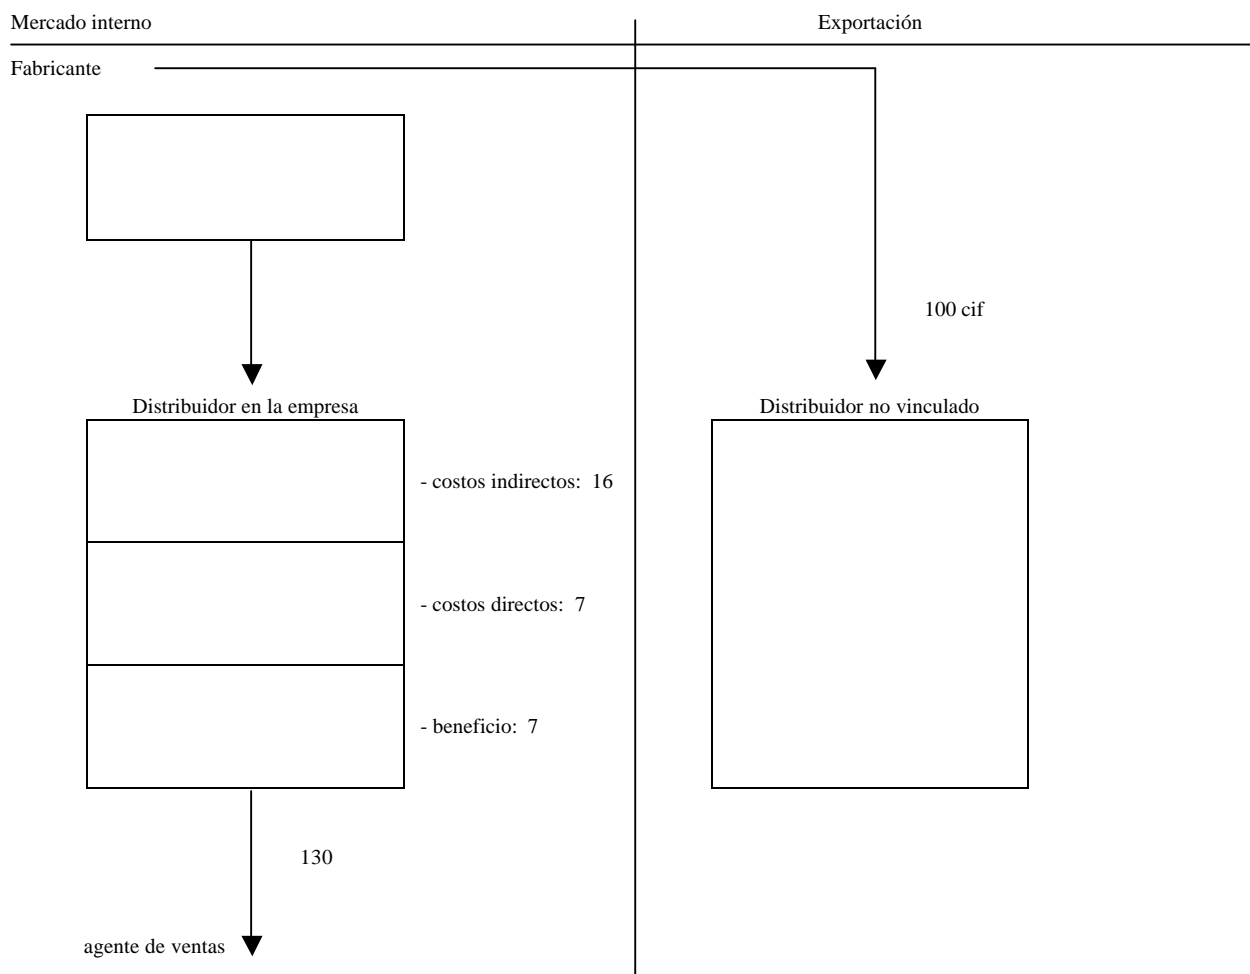 Mercado interno
Exportación
Fabricante
100 cif
Distribuidor en la empresa
Distribuidor no vinculado
- costos indirectos: 16
- costos directos: 7
- beneficio: 7
130
agente de ventas